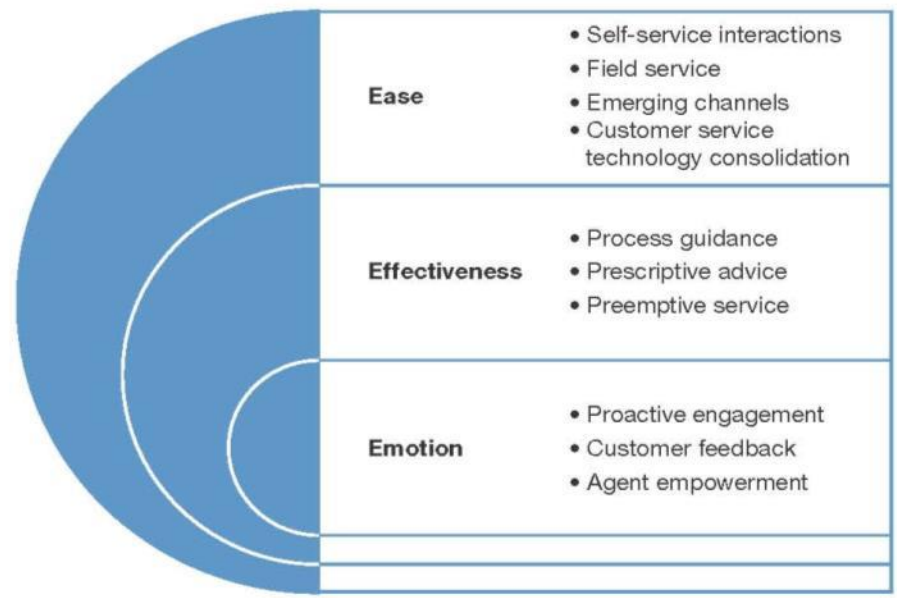 Ease
• Self-service interactions
• Field service
• Emerging channels
• Customer service
technology consolidation
Effectiveness
• Process guidance
• Prescriptive advice
• Preemptive service
Emotion
• Proactive engagement
• Customer feedback
• Agent empowerment